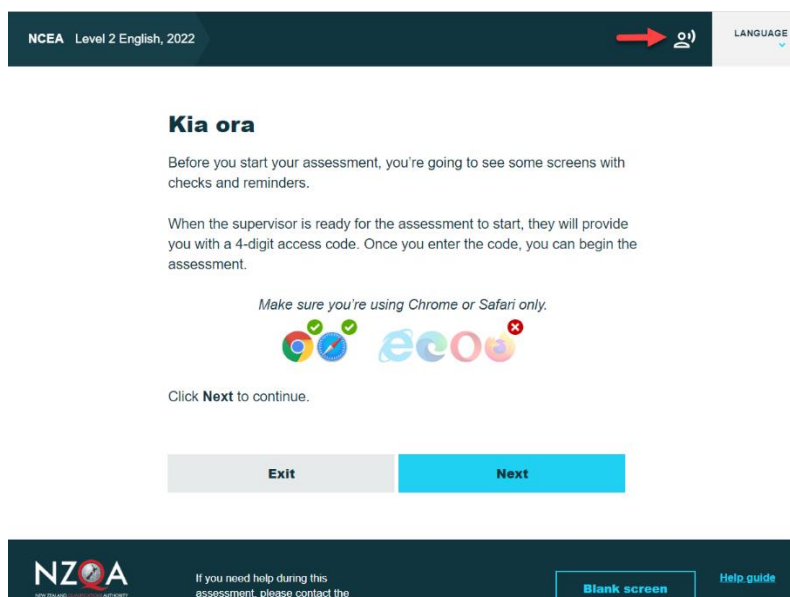 NCEA Level 2 English, 2022
LANGUAGE
Kia ora
Before you start your assessment, you're going to see some screens with
checks and reminders.
When the supervisor is ready for the assessment to start, they will provide
you with a 4-digit access code. Once you enter the code, you can begin the
assessment.
Make sure you're using Chrome or Safari only.
Click Next to continue.
Exit
Next
NZQA
NEW ZEALAND QUALIFICATIONS AUTHORITY
If you need help during this
assessment, please contact the
Blank screen
Help guide